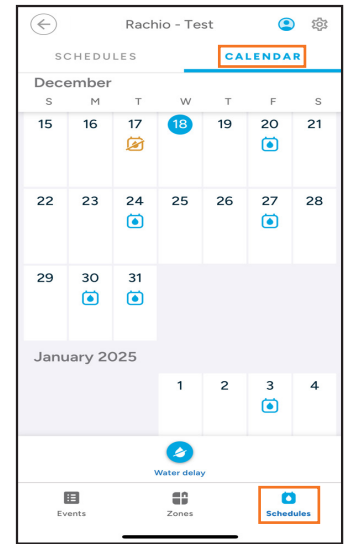 Rachio - Test
SCHEDULES CALENDAR
December
S M T W T F S
15 16 17 18 19 20 21
22 23 24 25 26 27 28
29 30 31
January 2025
1 2 3 4
Water delay
Events Zones Schedules